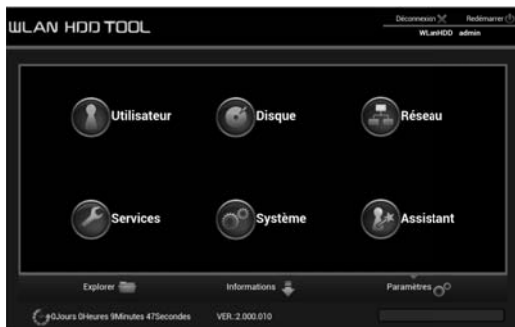 WLAN HDD TOOL
Déconnexion Redémarrer
WLanHDD admin
Utilisateur Disque Réseau
Services Système Assistant
Explorer Informations Paramètres
0Jours 0Heures 9Minutes 47Secondes VER.:2.000.010